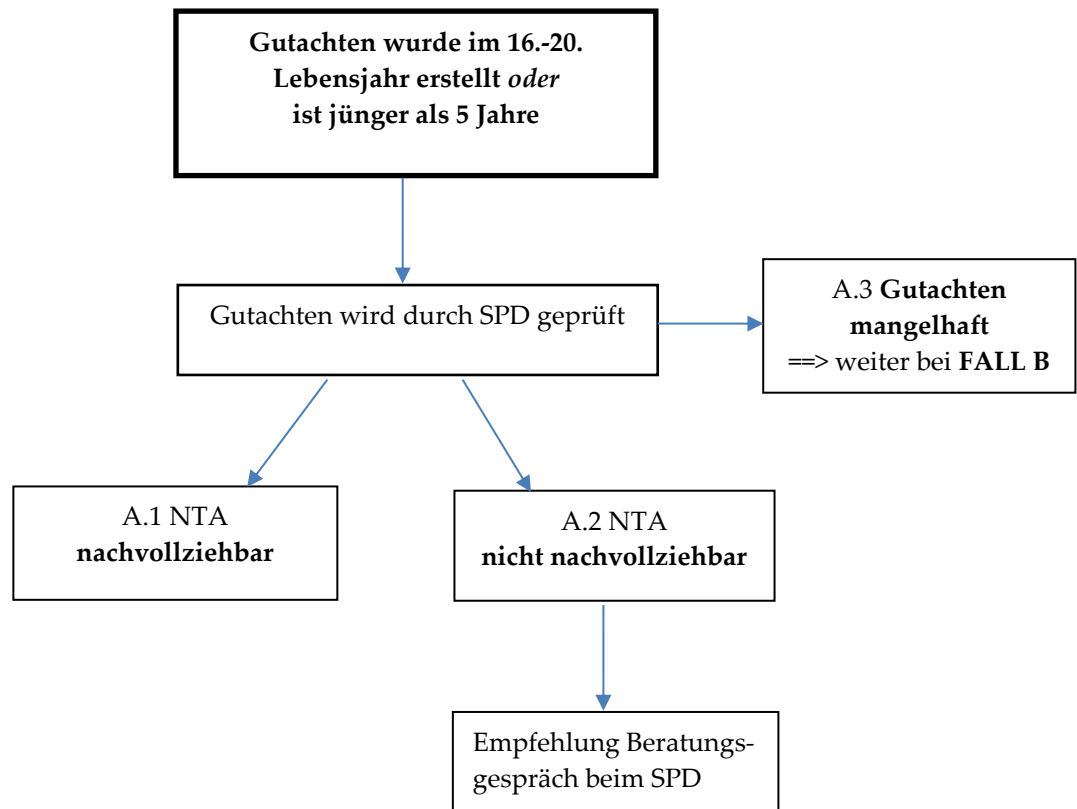 Gutachten wurde im 16.-20.
Lebensjahr erstellt oder
ist jünger als 5 Jahre
Gutachten wird durch SPD geprüft
A.3 Gutachten
mangelhaft
==> weiter bei FALL B
A.1 NTA
nachvollziehbar
A.2 NTA
nicht nachvollziehbar
Empfehlung Beratungs-
gespräch beim SPD